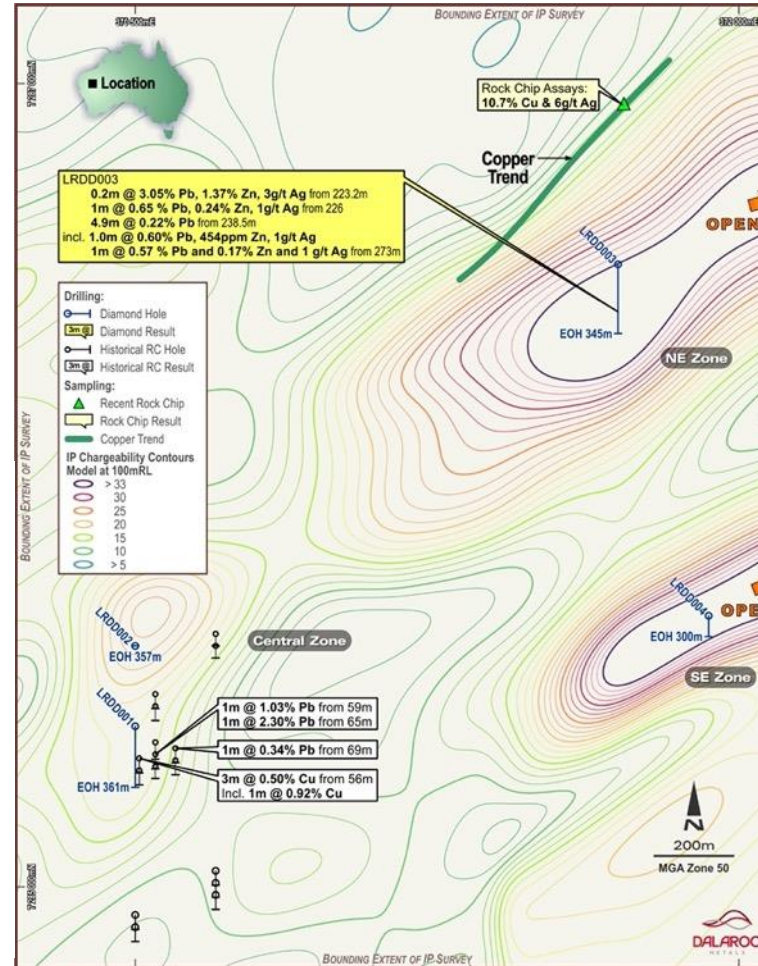 BOUNDING EXTENT OF IP SURVEY
370 500mE
372 000mE
Location
Rock Chip Assays:
10.7% Cu & 6g/t Ag
Copper
Trend
LRDD003
0.2m @ 3.05% Pb, 1.37% Zn, 3g/t Ag from 223.2m
1m @ 0.65 % Pb, 0.24% Zn, 1g/t Ag from 226
4.9m @ 0.22% Pb from 238.5m
incl. 1.0m @ 0.60% Pb, 454ppm Zn, 1g/t Ag
1m @ 0.57 % Pb and 0.17% Zn and 1 g/t Ag from 273m
OPEN
LRDD003
EOH 345m
NE Zone
Drilling:
Diamond Hole
3m @
Diamond Result
Historical RC Hole
3m @
Historical RC Result
Sampling:
Recent Rock Chip
Rock Chip Result
Copper Trend
IP Chargeability Contours
Model at 100mRL
> 33
30
25
20
15
10
> 5
BOUNDING EXTENT OF IP SURVEY
LRDD002
EOH 357m
Central Zone
LRDD004
OPE
EOH 300m
SE Zone
LRDD001
EOH 361m
1m @ 1.03% Pb from 59m
1m @ 2.30% Pb from 65m
1m @ 0.34% Pb from 69m
3m @ 0.50% Cu from 56m
Incl. 1m @ 0.92% Cu
N
200m
MGA Zone 50
DALAROO
METALS
BOUNDING EXTENT OF IP SURVEY